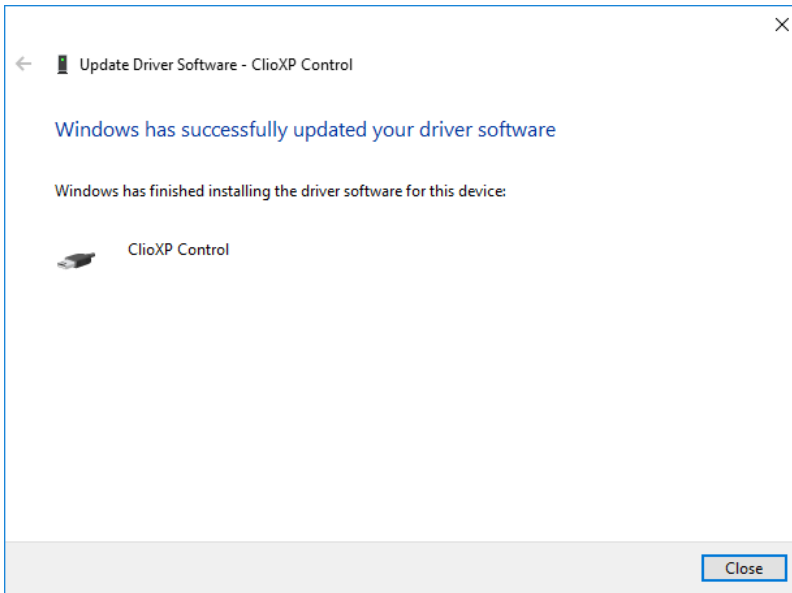 Update Driver Software - ClioXP Control
Windows has successfully updated your driver software
Windows has finished installing the driver software for this device:
ClioXP Control
Close